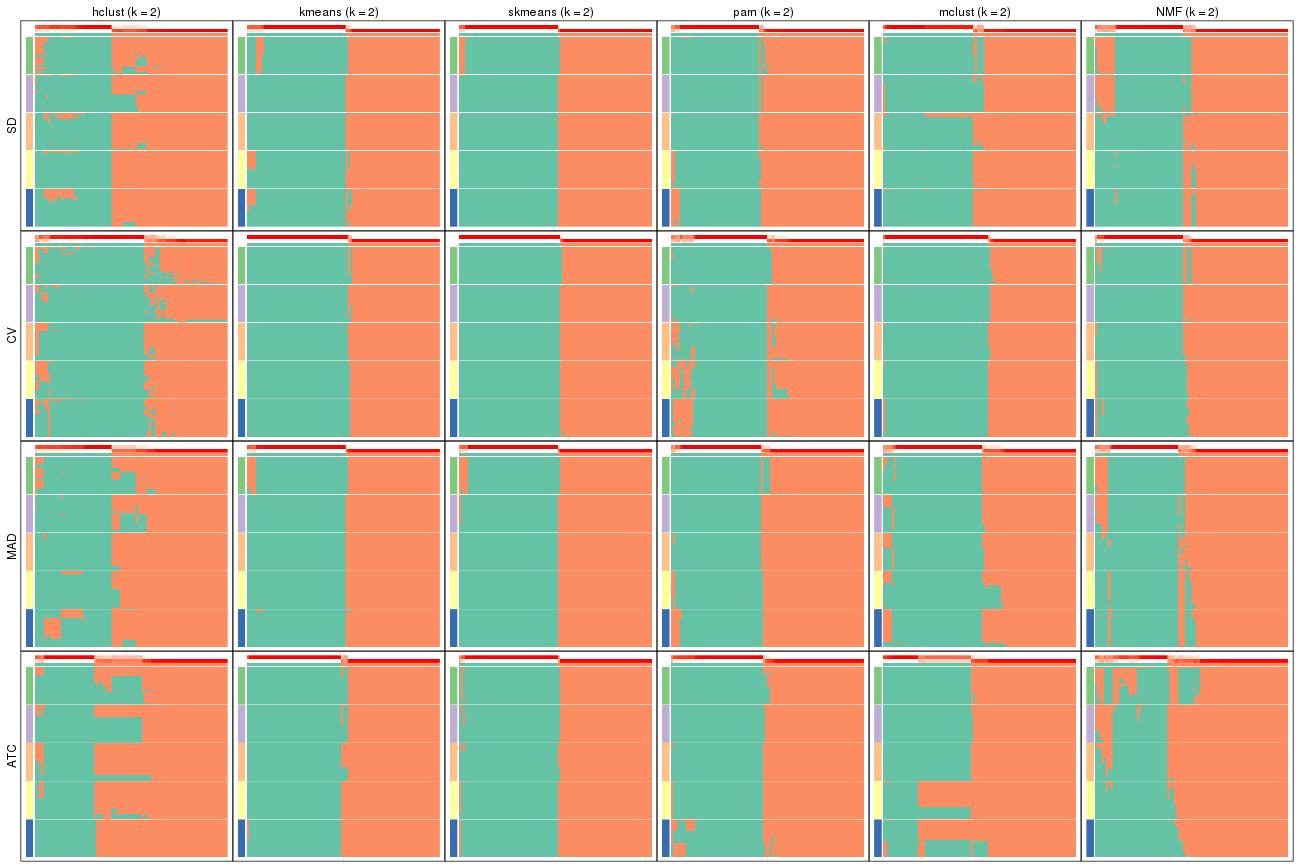 hclust (k = 2)
kmeans (k = 2)
skmeans (k = 2)
pam (k = 2)
mclust (k = 2)
NMF (k = 2)
SD
CV
MAD
ATC